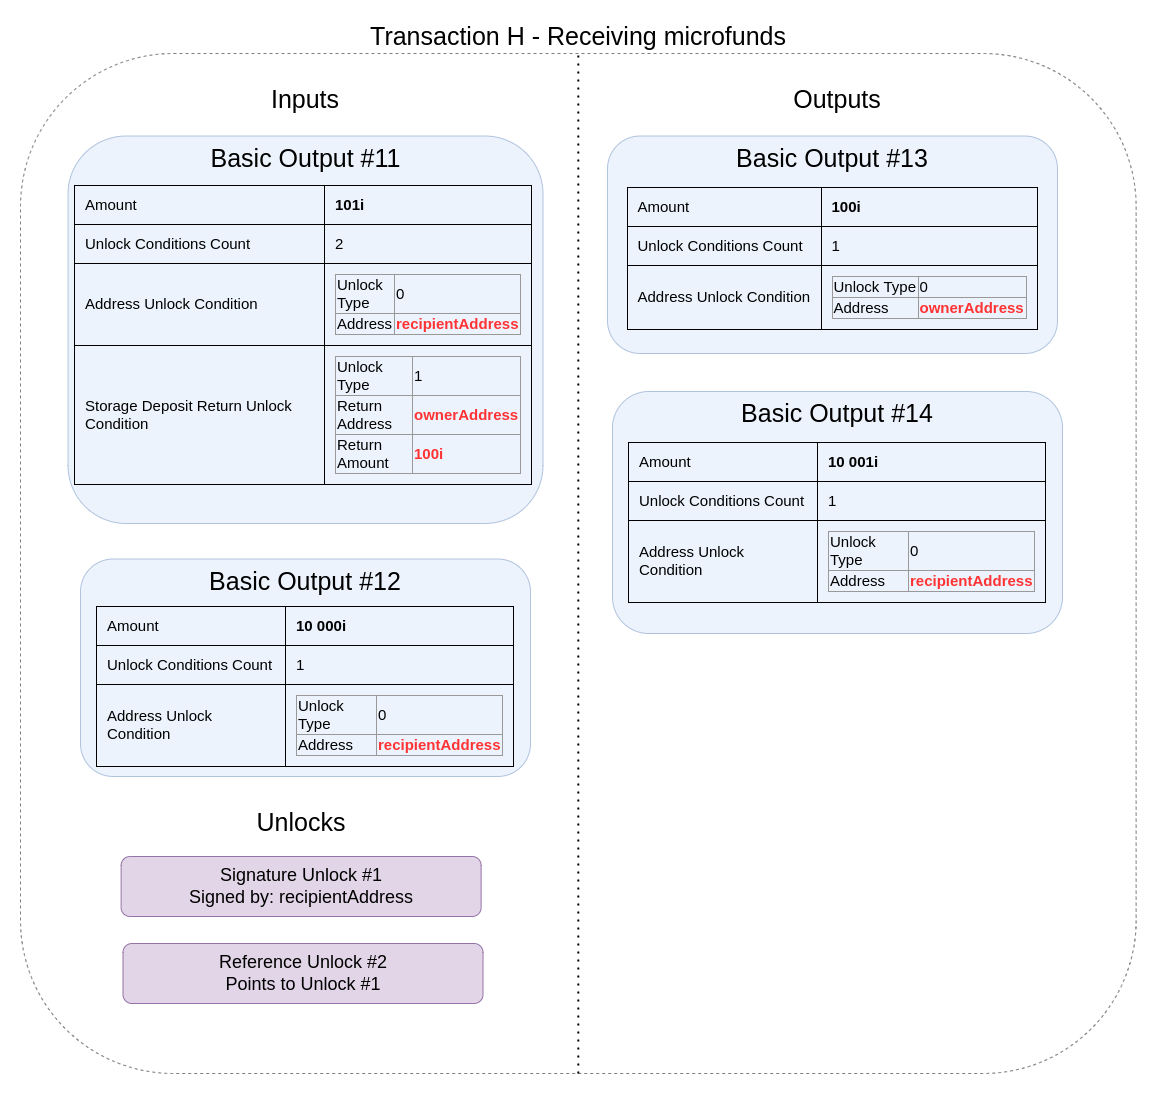 Transaction H - Receiving microfunds
Inputs
Basic Output #11
Amount
101i
Unlock Conditions Count
2
Address Unlock Condition
Unlock
Type
0
Address
recipientAddress
Storage Deposit Return Unlock
Condition
Unlock
Type
1
Return
Address
ownerAddress
Return
Amount
100i
Basic Output #12
Amount
10 000i
Unlock Conditions Count
1
Address Unlock
Condition
Unlock
Type
0
Address
recipientAddress
Unlocks
Signature Unlock #1
Signed by: recipientAddress
Reference Unlock #2
Points to Unlock #1
Outputs
Basic Output #13
Amount
100i
Unlock Conditions Count
1
Address Unlock Condition
Unlock Type
0
Address
ownerAddress
Basic Output #14
Amount
10 001i
Unlock Conditions Count
1
Address Unlock
Condition
Unlock
Type
0
Address
recipientAddress